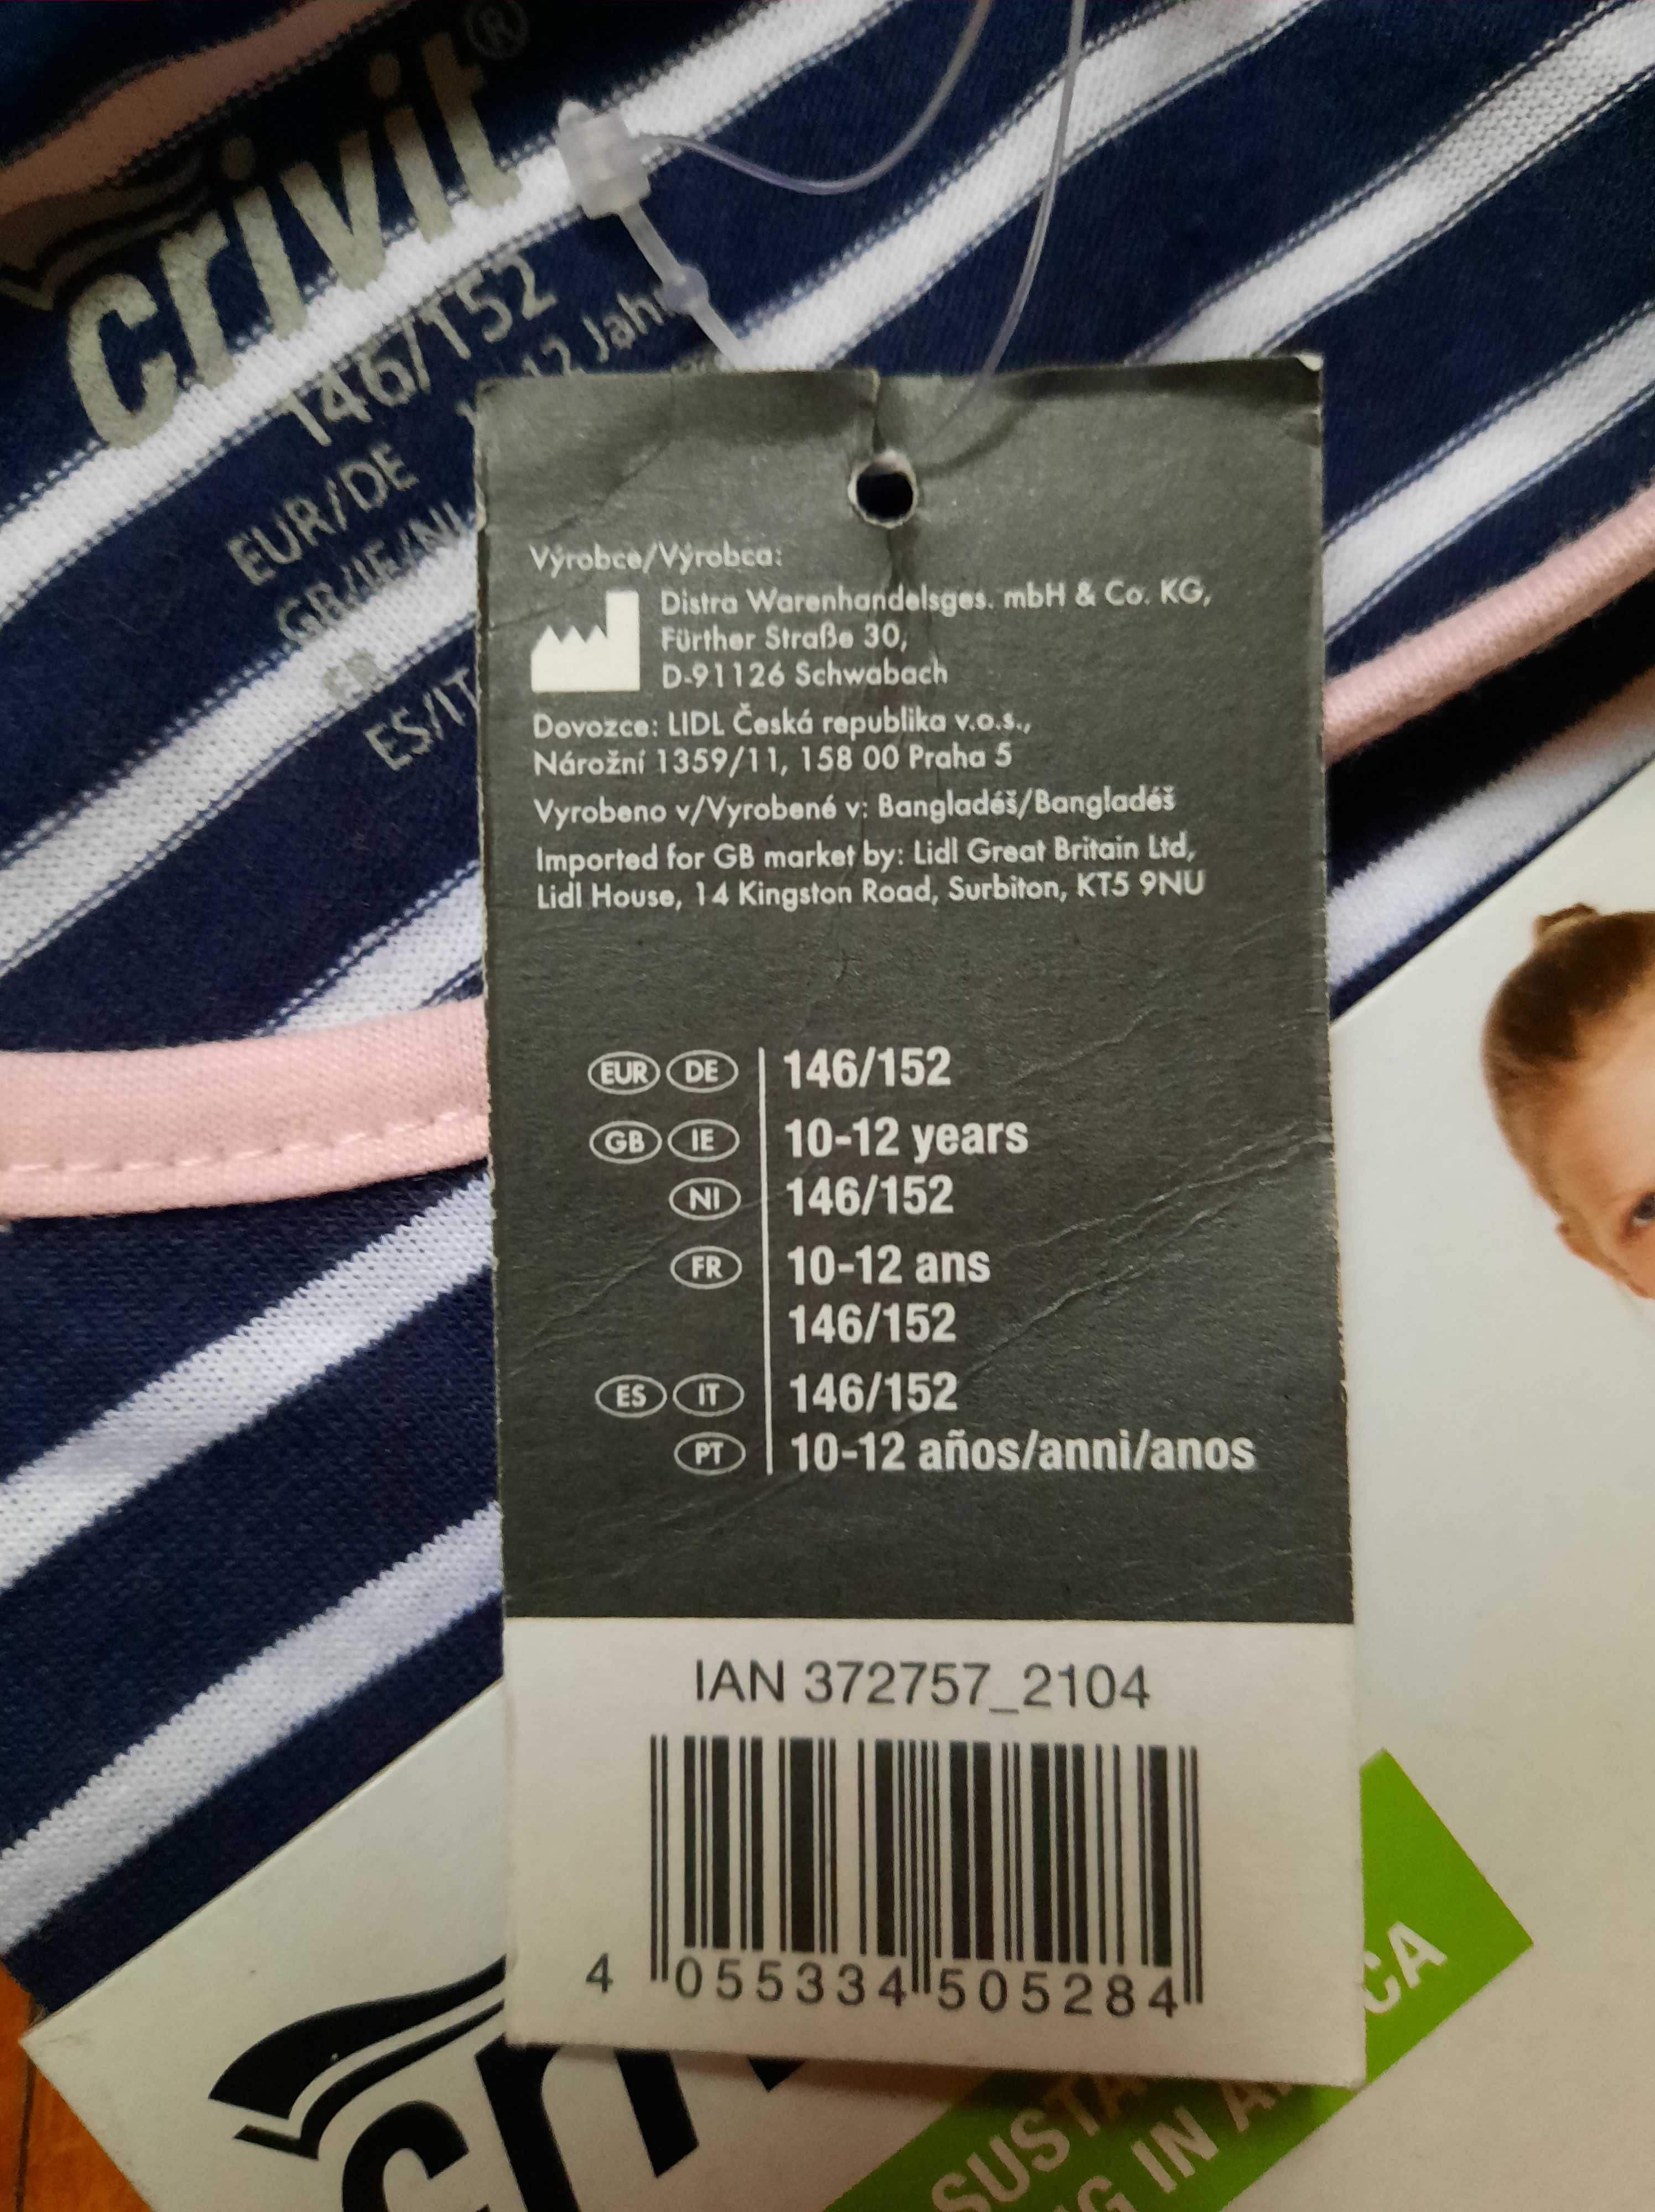 crivit®
146/152
12 Jahr
EUR/DE
GB/IE/NL
FR
ES/IT
Výrobce/Výrobca:
Distra Warenhandelsges. mbH & Co. KG,
Fürther Straße 30,
D-91126 Schwabach
Dovozce: LIDL Česká republika v.o.s.,
Nárožní 1359/11, 158 00 Praha 5
Vyrobeno v/Vyrobené v: Bangladéš/Bangladéš
Imported for GB market by: Lidl Great Britain Ltd,
Lidl House, 14 Kingston Road, Surbiton, KT5 9NU
EUR DE 146/152
GB IE 10-12 years
NI 146/152
FR 10-12 ans
146/152
ES IT 146/152
PT 10-12 años/anni/anos
IAN 372757_2104
4 055334 505284